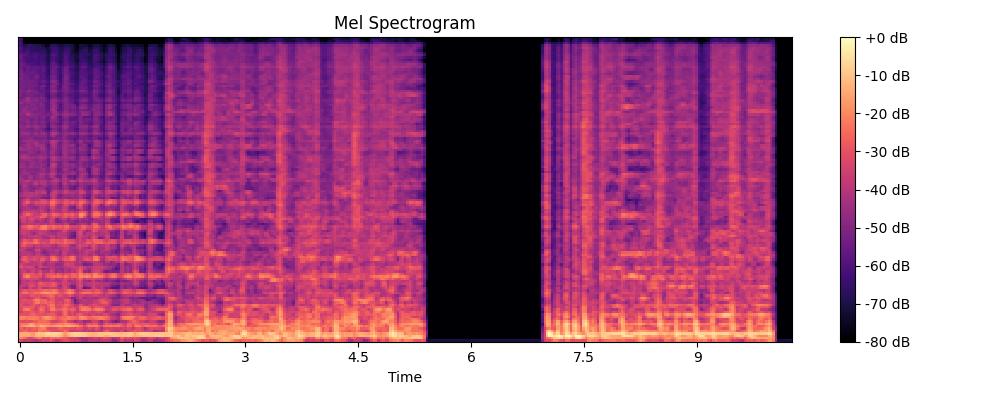 Mel Spectrogram
+0 dB
-10 dB
-20 dB
-30 dB
-40 dB
-50 dB
-60 dB
-70 dB
-80 dB
0 1.5 3 4.5 6 7.5 9
Time